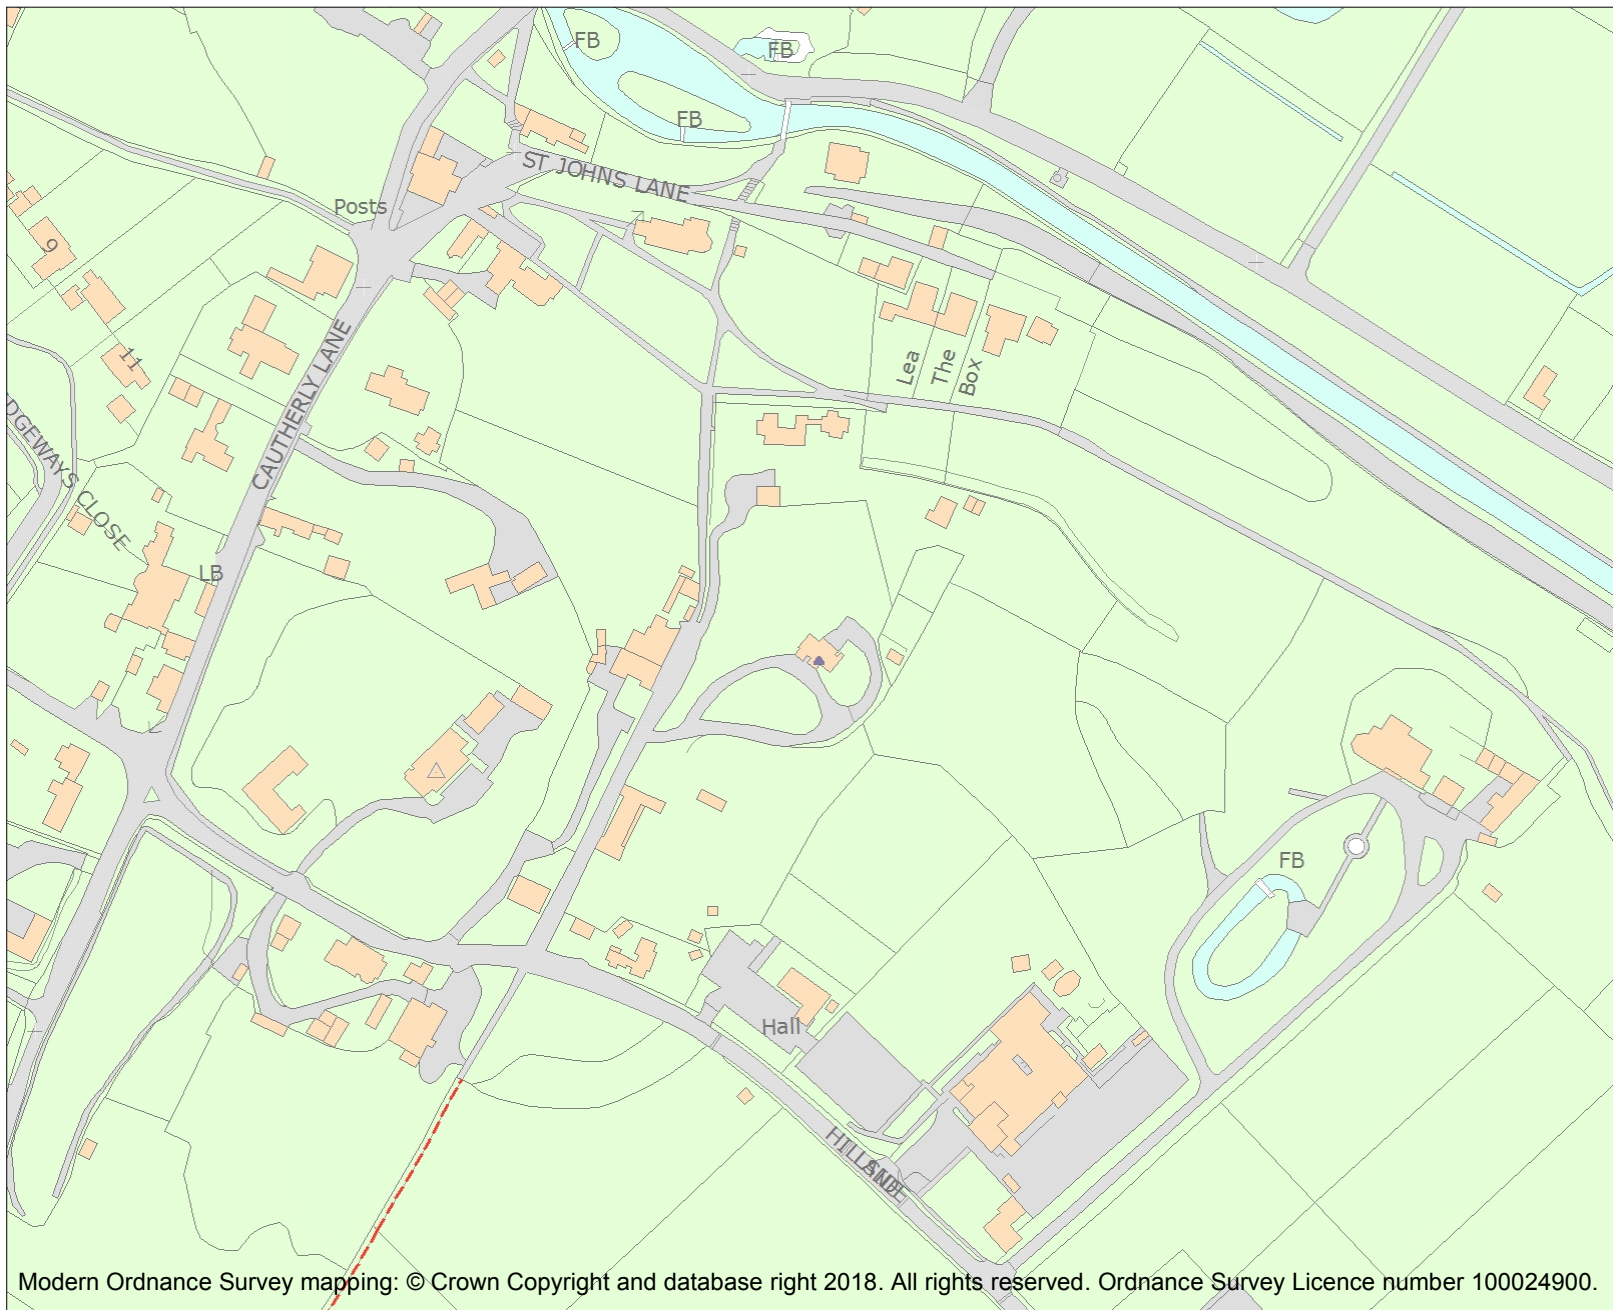 FB
FB
FB
ST JOHNS LANE
Posts
9
11
CAUTHERLY LANE
Lea
The
Box
DGEWAYS CLOSE
LB
FB
Hall
Modern Ordnance Survey mapping: © Crown Copyright and database right 2018. All rights reserved. Ordnance Survey Licence number 100024900.